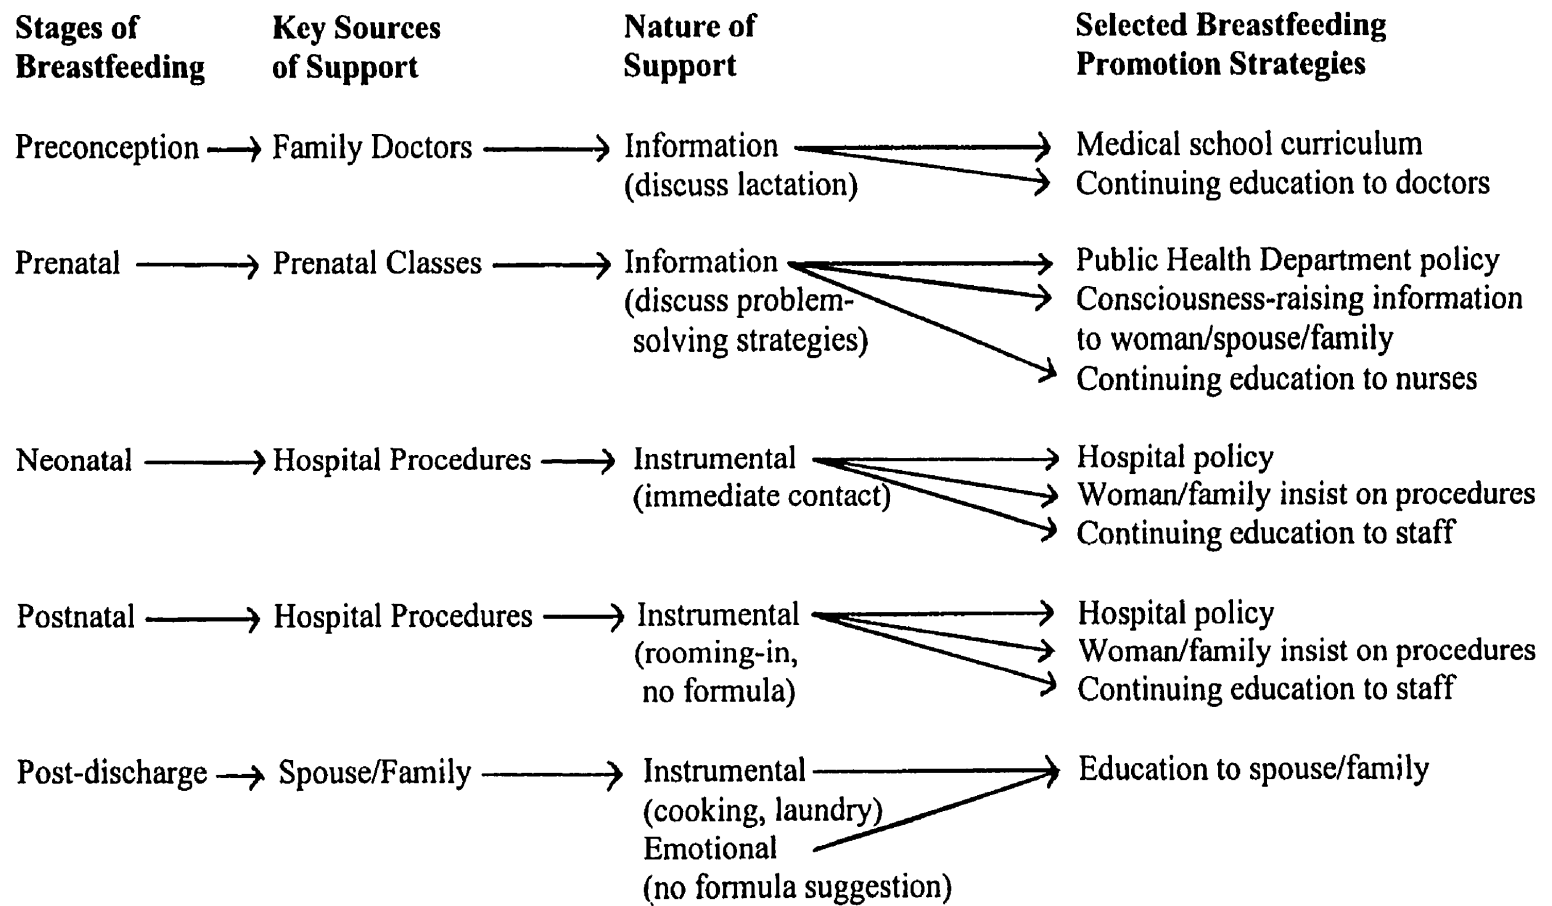 Stages of Breastfeeding
Key Sources of Support
Nature of Support
Selected Breastfeeding Promotion Strategies
Preconception
Family Doctors
Information
(discuss lactation)
Medical school curriculum
Continuing education to doctors
Prenatal
Prenatal Classes
Information
(discuss problem-
solving strategies)
Public Health Department policy
Consciousness-raising information
to woman/spouse/family
Continuing education to nurses
Neonatal
Hospital Procedures
Instrumental
(immediate contact)
Hospital policy
Woman/family insist on procedures
Continuing education to staff
Postnatal
Hospital Procedures
Instrumental
(rooming-in,
no formula)
Hospital policy
Woman/family insist on procedures
Continuing education to staff
Post-discharge
Spouse/Family
Instrumental
(cooking, laundry)
Emotional
(no formula suggestion)
Education to spouse/family